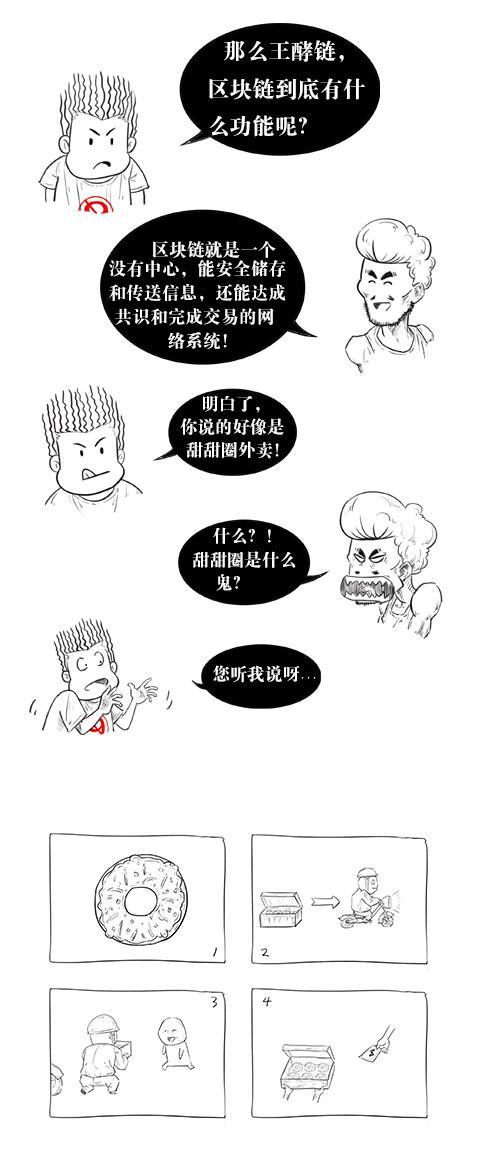 那么王酵链，
区块链到底有什
么功能呢？
区块链就是一个
没有中心，能安全储存
和传送信息，还能达成
共识和完成交易的网
络系统！
明白了，
你说的好像是
甜甜圈外卖！
什么？！
甜甜圈是什么
鬼？
您听我说呀…
1
2
3
4
$